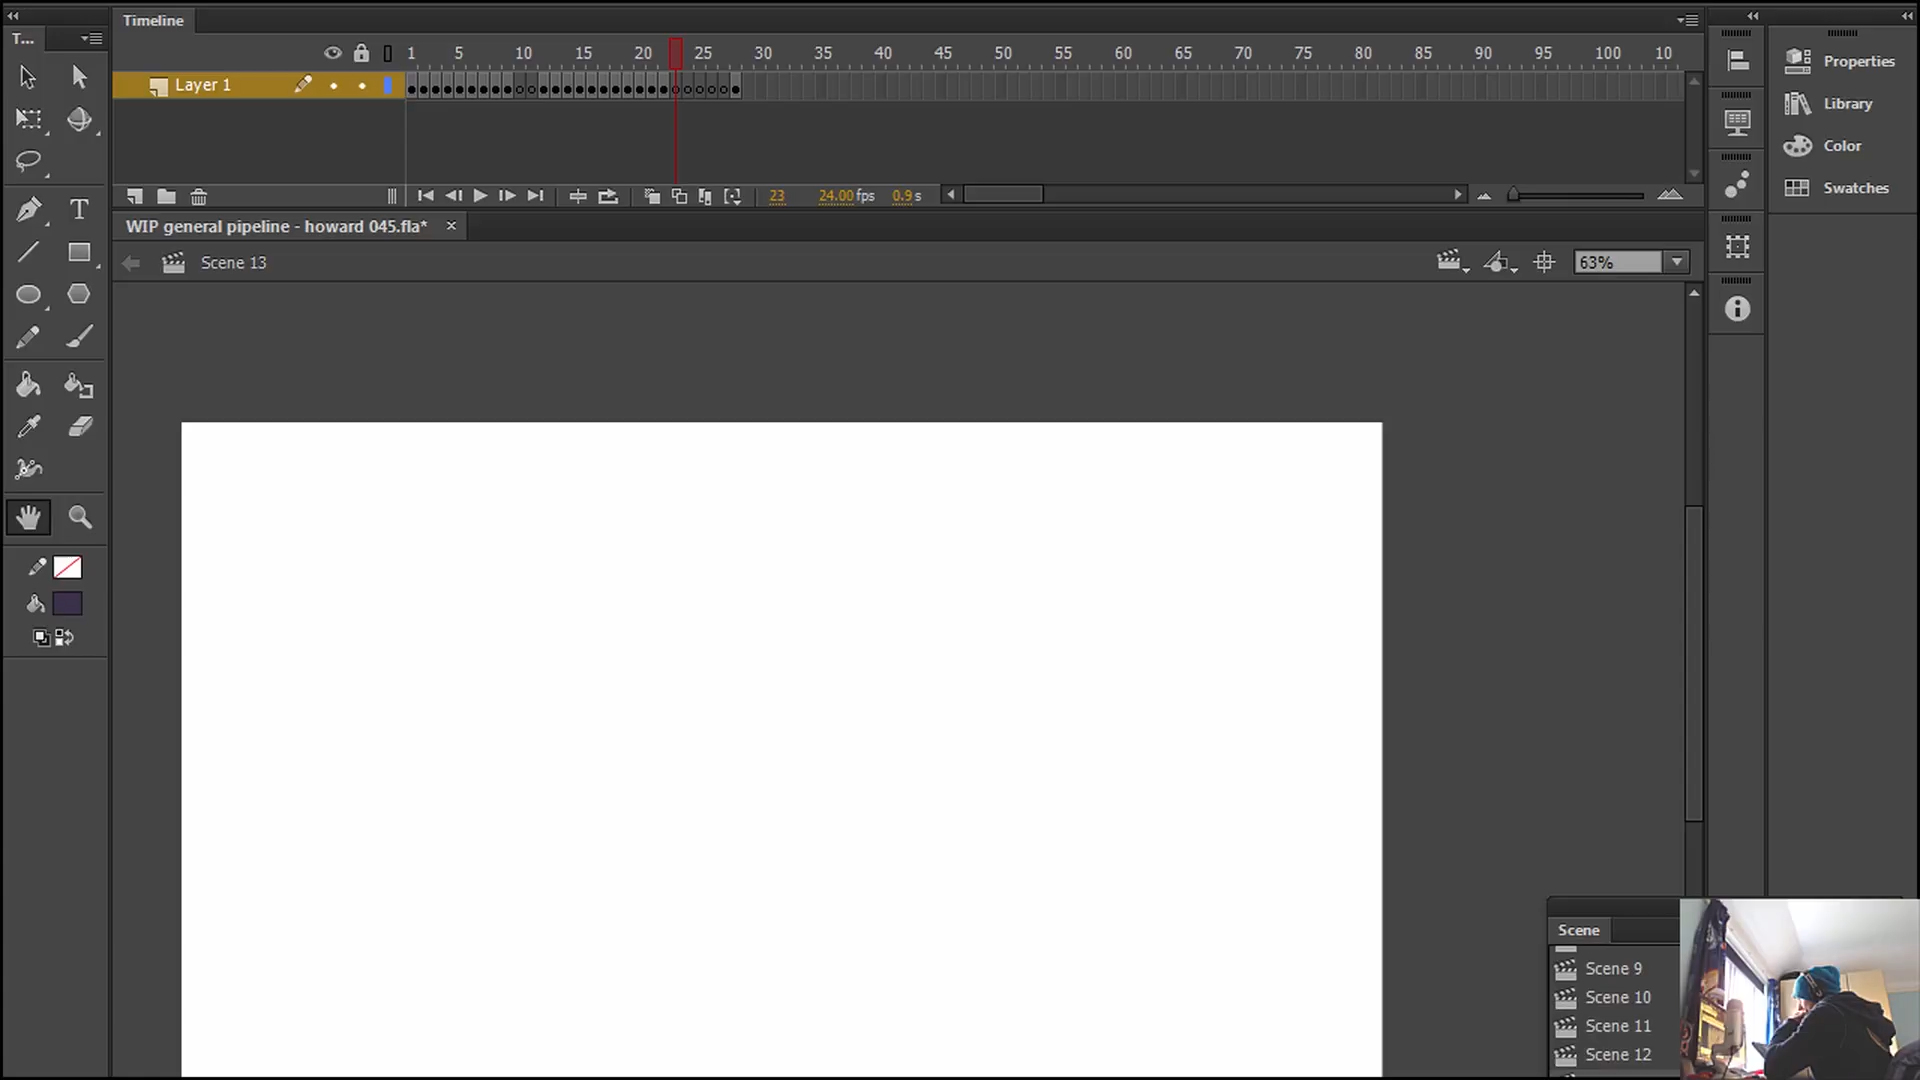 T...
Timeline
1 5 10 15 20 25 30 35 40 45 50 55 60 65 70 75 80 85 90 95 100 10
Layer 1
23 24.00 fps 0.9 s
WIP general pipeline - howard 045.fla*
Scene 13
63%
Properties
Library
Color
Swatches
Scene
Scene 9
Scene 10
Scene 11
Scene 12